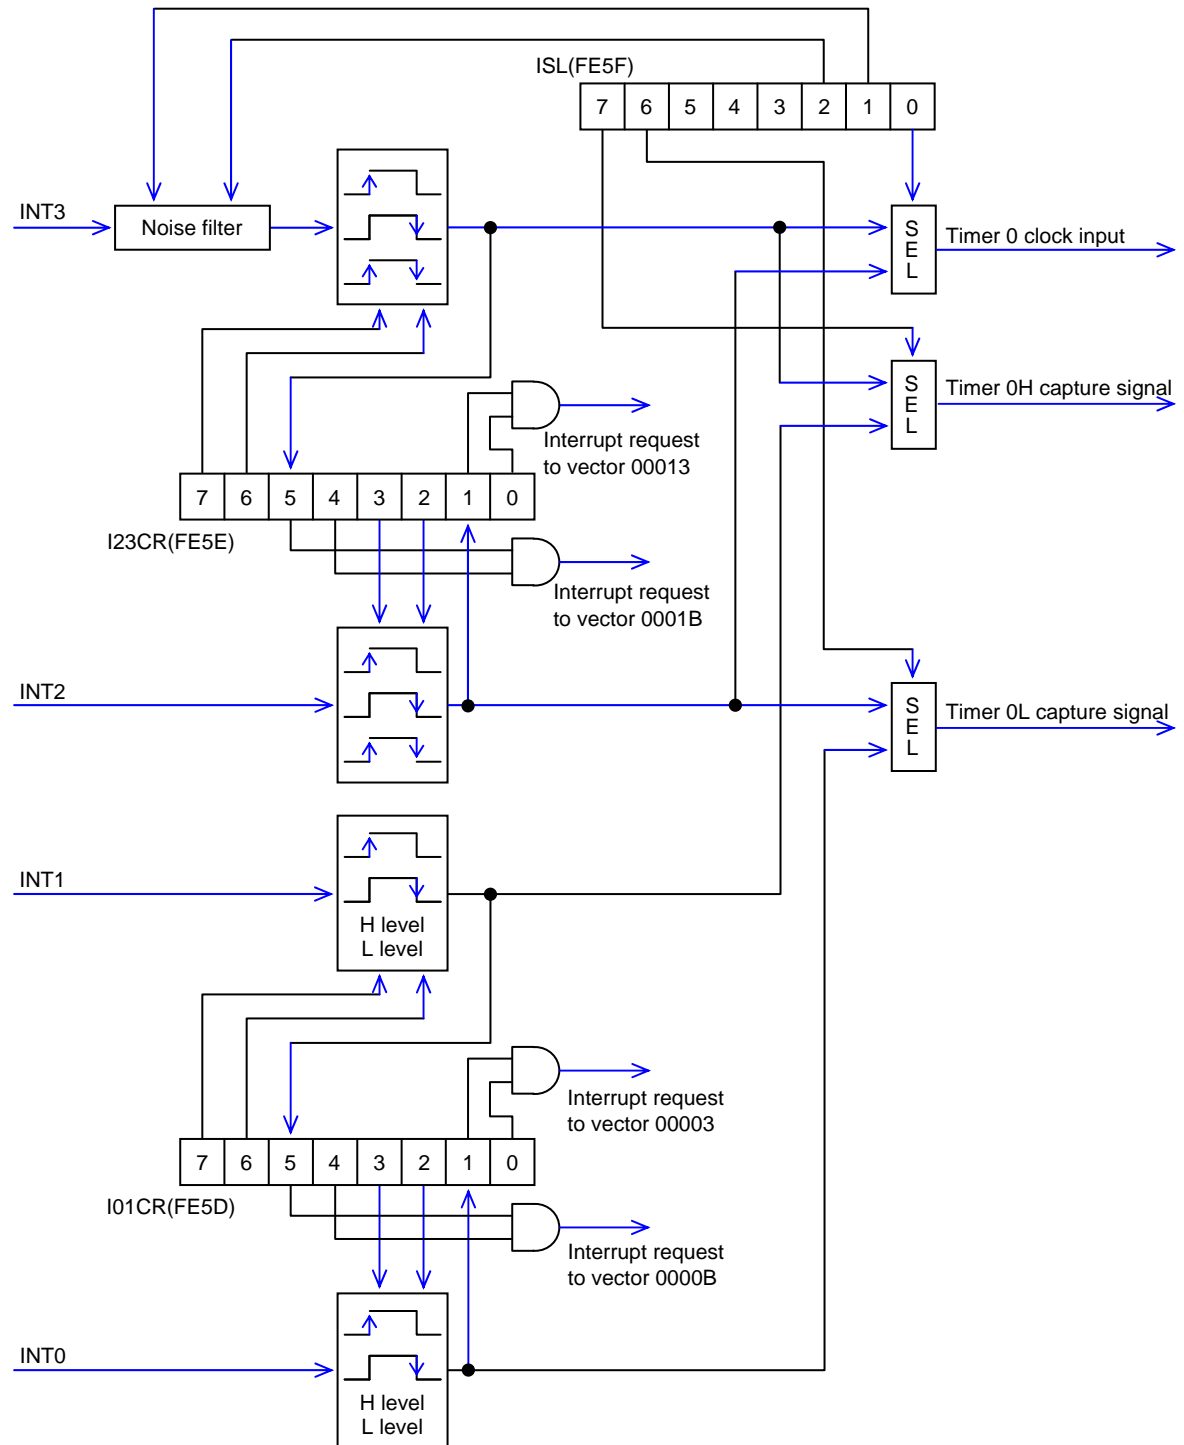 ISL(FE5F)
7 6 5 4 3 2 1 0
INT3
Noise filter
S
E
L
Timer 0 clock input
S
E
L
Timer 0H capture signal
Interrupt request
to vector 00013
7 6 5 4 3 2 1 0
I23CR(FE5E)
Interrupt request
to vector 0001B
INT2
S
E
L
Timer 0L capture signal
INT1
H level
L level
Interrupt request
to vector 00003
7 6 5 4 3 2 1 0
I01CR(FE5D)
Interrupt request
to vector 0000B
INT0
H level
L level